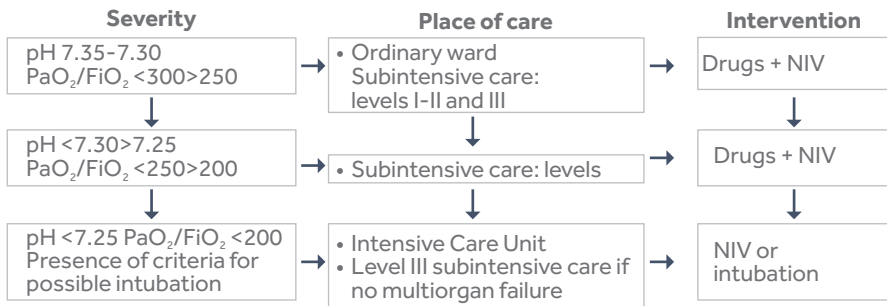 Severity
Place of care
Intervention
pH 7.35-7.30
PaO₂/FiO₂ <300>250
• Ordinary ward
Subintensive care:
levels I-II and III
Drugs + NIV
pH <7.30>7.25
PaO₂/FiO₂ <250>200
• Subintensive care: levels
Drugs + NIV
pH <7.25 PaO₂/FiO₂ <200
Presence of criteria for
possible intubation
• Intensive Care Unit
• Level III subintensive care if
no multiorgan failure
NIV or
intubation